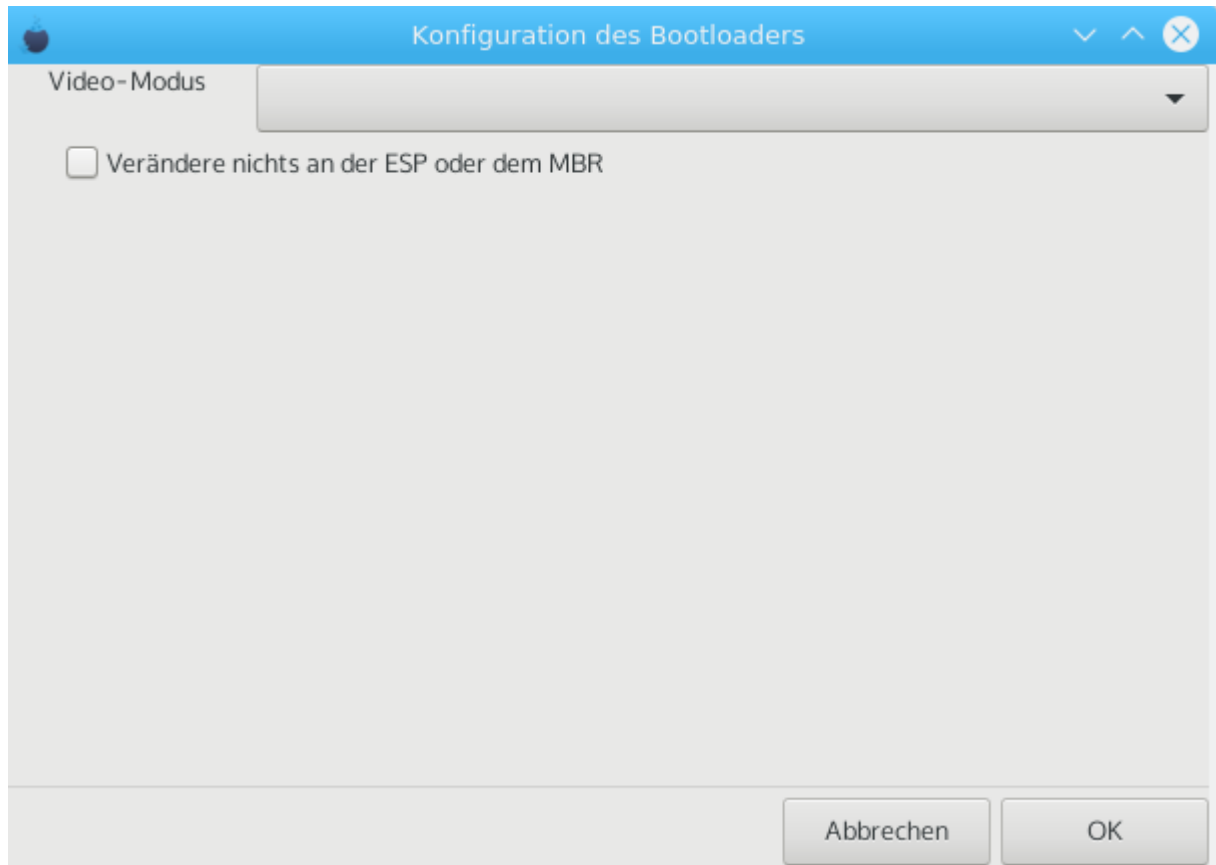 Konfiguration des Bootloaders
Video-Modus
Verändere nichts an der ESP oder dem MBR
Abbrechen
OK